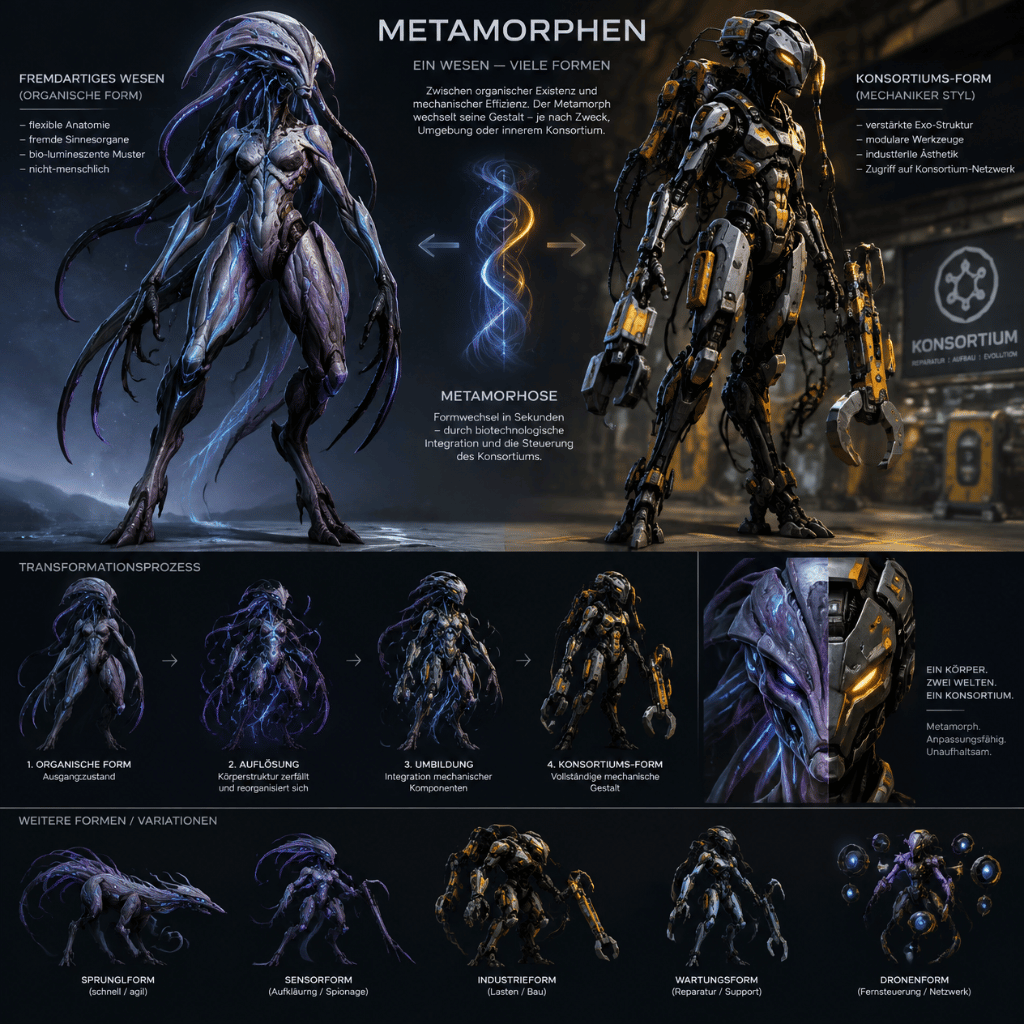 METAMORPHEN
EIN WESEN — VIELE FORMEN
Zwischen organischer Existenz und
mechanischer Effizienz. Der Metamorph
wechselt seine Gestalt – je nach Zweck,
Umgebung oder innerem Konsortium.
FREMDARTIGES WESEN
(ORGANISCHE FORM)
– flexible Anatomie
– fremde Sinnesorgane
– bio-lumineszente Muster
– nicht-menschlich
KONSORTIUMS-FORM
(MECHANIKER STYL)
– verstärkte Exo-Struktur
– modulare Werkzeuge
– industferlle Ästhetik
– Zugriff auf Konsortium-Netzwerk
KONSORTIUM
REPARATUR : AUFBAU : EVOLUTION
METAMORHOSE
Formwechsel in Sekunden
– durch biotechnologische
Integration und die Steuerung
des Konsortiums.
TRANSFORMATIONSPROZESS
1. ORGANISCHE FORM
Ausgang:zustand
2. AUFLÖSUNG
Körperstruktur zerfällt
und reorganisiert sich
3. UMBILDUNG
Integration mechanischer
Komponenten
4. KONSORTIUMS-FORM
Vollständige mechanische
Gestalt
EIN KÖRPER.
ZWEI WELTEN.
EIN KONSORTIUM.
Metamorph.
Anpassungsfähig.
Unaufhaltsam.
WEITERE FORMEN / VARIATIONEN
SPRUNGLFORM
(schnell / agil)
SENSORFORM
(Aufkläurng / Spionage)
INDUSTRIEFORM
(Lasten / Bau)
WARTUNGSFORM
(Reparatur / Support)
DRONENFORM
(Fernsteuerung / Netzwerk)